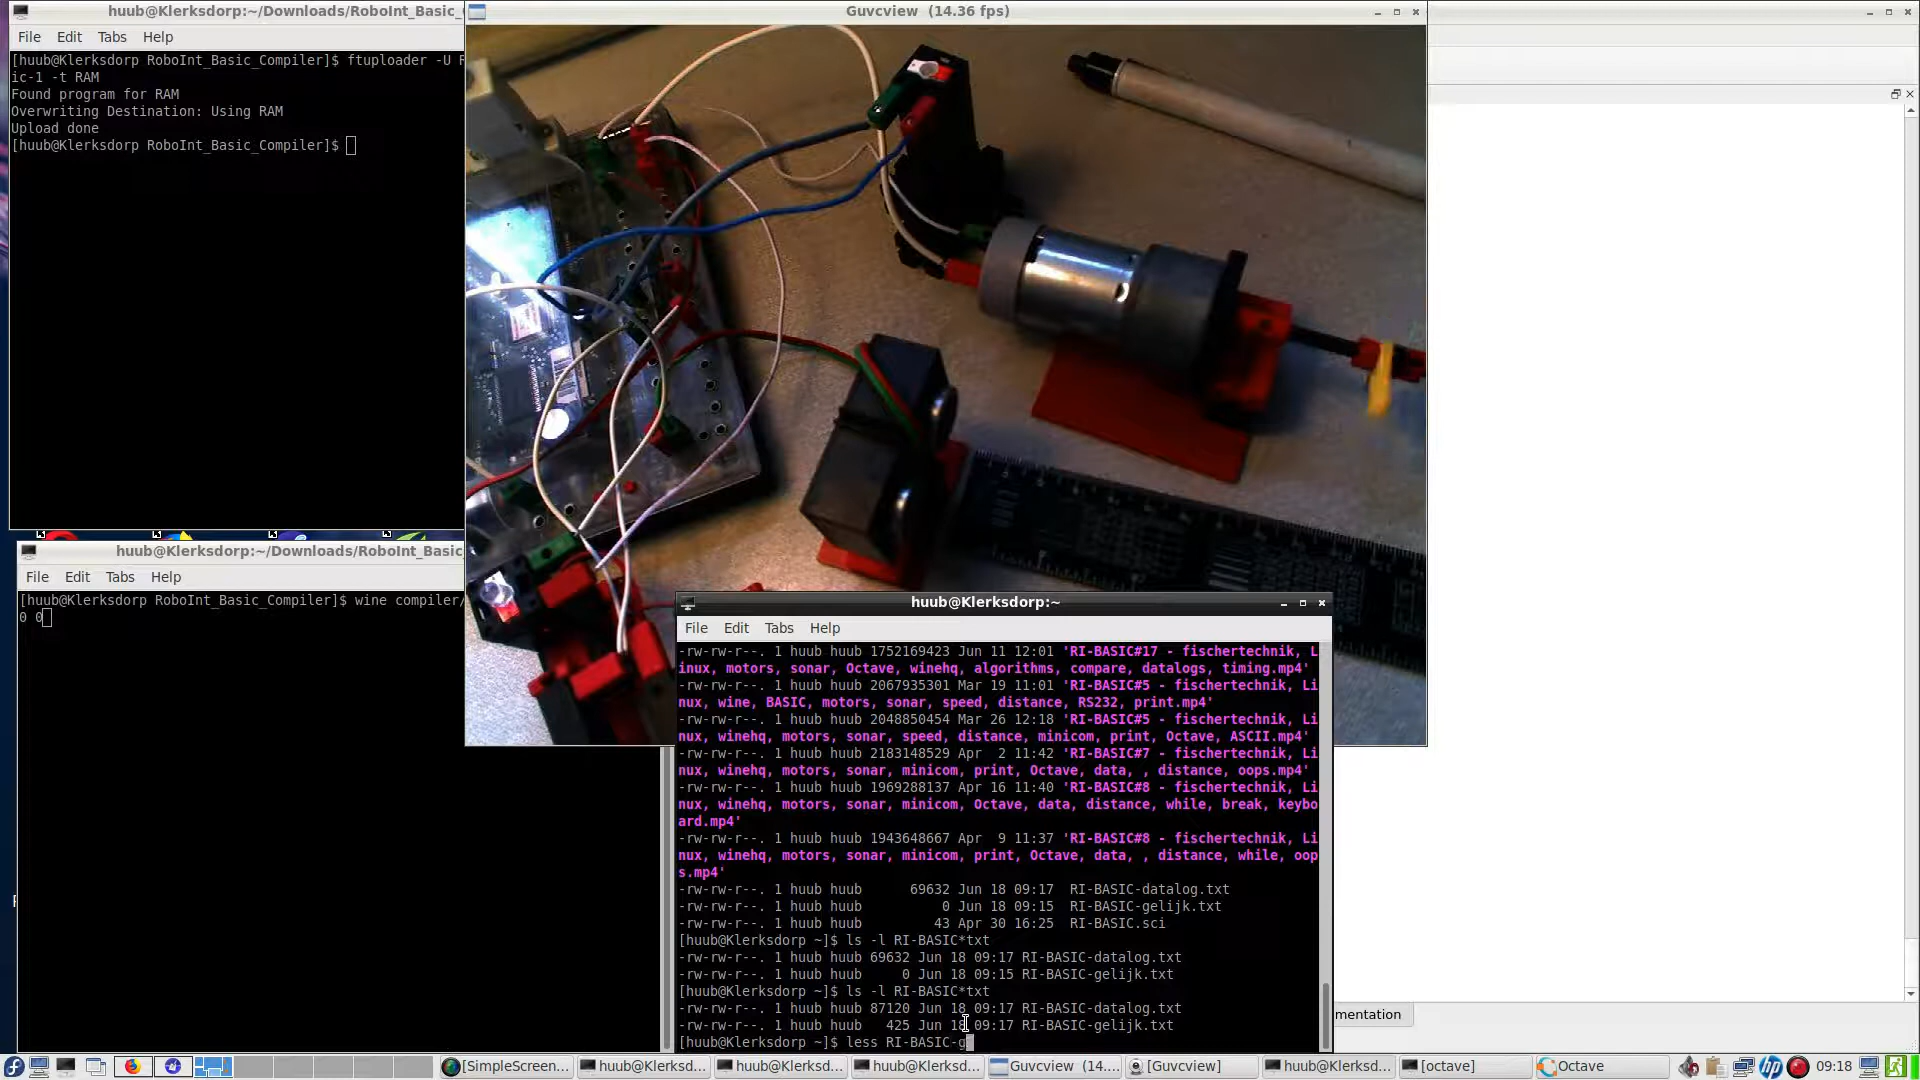 huub@Klerksdorp:~/Downloads/RoboInt_Basic_
File Edit Tabs Help
[huub@Klerksdorp RoboInt_Basic_Compiler]$ ftuploader -U
ic-1 -t RAM
Found program for RAM
Overwriting Destination: Using RAM
Upload done
[huub@Klerksdorp RoboInt_Basic_Compiler]$
Guvcview (14.36 fps)
huub@Klerksdorp:~/Downloads/RoboInt_Basic
File Edit Tabs Help
[huub@Klerksdorp RoboInt_Basic_Compiler]$ wine compiler/
0 0
huub@Klerksdorp:~
File Edit Tabs Help
-rw-rw-r--. 1 huub huub 1752169423 Jun 11 12:01 'RI-BASIC#17 - fischertechnik, L
inux, motors, sonar, Octave, winehq, algorithms, compare, datalogs, timing.mp4'
-rw-rw-r--. 1 huub huub 2067935301 Mar 19 11:01 'RI-BASIC#5 - fischertechnik, Li
nux, wine, BASIC, motors, sonar, speed, distance, RS232, print.mp4'
-rw-rw-r--. 1 huub huub 2048850454 Mar 26 12:18 'RI-BASIC#5 - fischertechnik, Li
nux, winehq, motors, sonar, speed, distance, minicom, print, Octave, ASCII.mp4'
-rw-rw-r--. 1 huub huub 2183148529 Apr  2 11:42 'RI-BASIC#7 - fischertechnik, Li
nux, winehq, motors, sonar, minicom, print, Octave, data, , distance, oops.mp4'
-rw-rw-r--. 1 huub huub 1969288137 Apr 16 11:40 'RI-BASIC#8 - fischertechnik, Li
nux, winehq, motors, sonar, minicom, Octave, data, distance, while, break, keybo
ard.mp4'
-rw-rw-r--. 1 huub huub 1943648667 Apr  9 11:37 'RI-BASIC#8 - fischertechnik, Li
nux, winehq, motors, sonar, minicom, print, Octave, data, , distance, while, oop
s.mp4'
-rw-rw-r--. 1 huub huub      69632 Jun 18 09:17  RI-BASIC-datalog.txt
-rw-rw-r--. 1 huub huub          0 Jun 18 09:15  RI-BASIC-gelijk.txt
-rw-rw-r--. 1 huub huub         43 Apr 30 16:25  RI-BASIC.sci
[huub@Klerksdorp ~]$ ls -l RI-BASIC*txt
-rw-rw-r--. 1 huub huub 69632 Jun 18 09:17 RI-BASIC-datalog.txt
-rw-rw-r--. 1 huub huub     0 Jun 18 09:15 RI-BASIC-gelijk.txt
[huub@Klerksdorp ~]$ ls -l RI-BASIC*txt
-rw-rw-r--. 1 huub huub 87120 Jun 18 09:17 RI-BASIC-datalog.txt
-rw-rw-r--. 1 huub huub   425 Jun 18 09:17 RI-BASIC-gelijk.txt
[huub@Klerksdorp ~]$ less RI-BASIC-g
mentation
[SimpleScreen... huub@Klerksd... huub@Klerksd... huub@Klerksd... Guvcview (14.... [Guvcview] huub@Klerksd... [octave] Octave 09:18